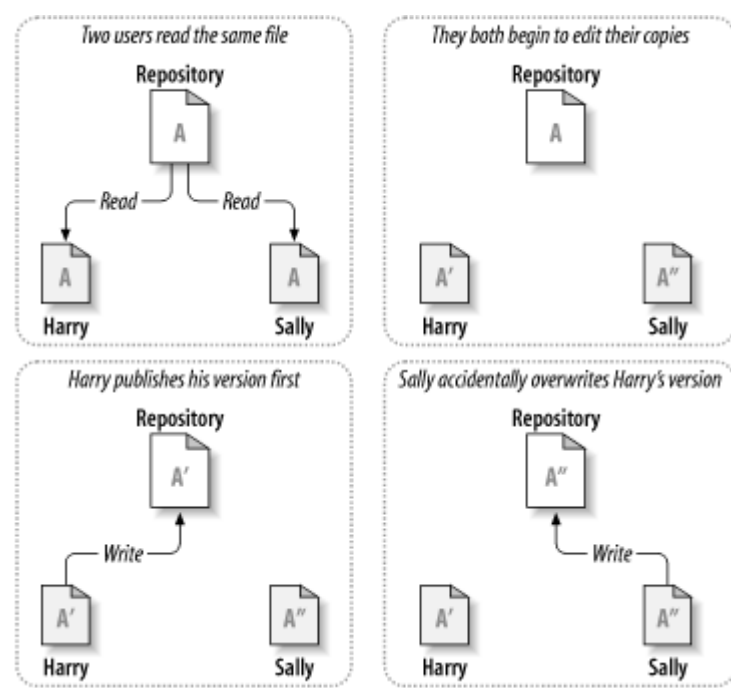 Two users read the same file
Repository
A
Read
Read
A
A
Harry
Sally
They both begin to edit their copies
Repository
A
A′
A″
Harry
Sally
Harry publishes his version first
Repository
A′
Write
A′
A″
Harry
Sally
Sally accidentally overwrites Harry's version
Repository
A″
Write
A′
A″
Harry
Sally